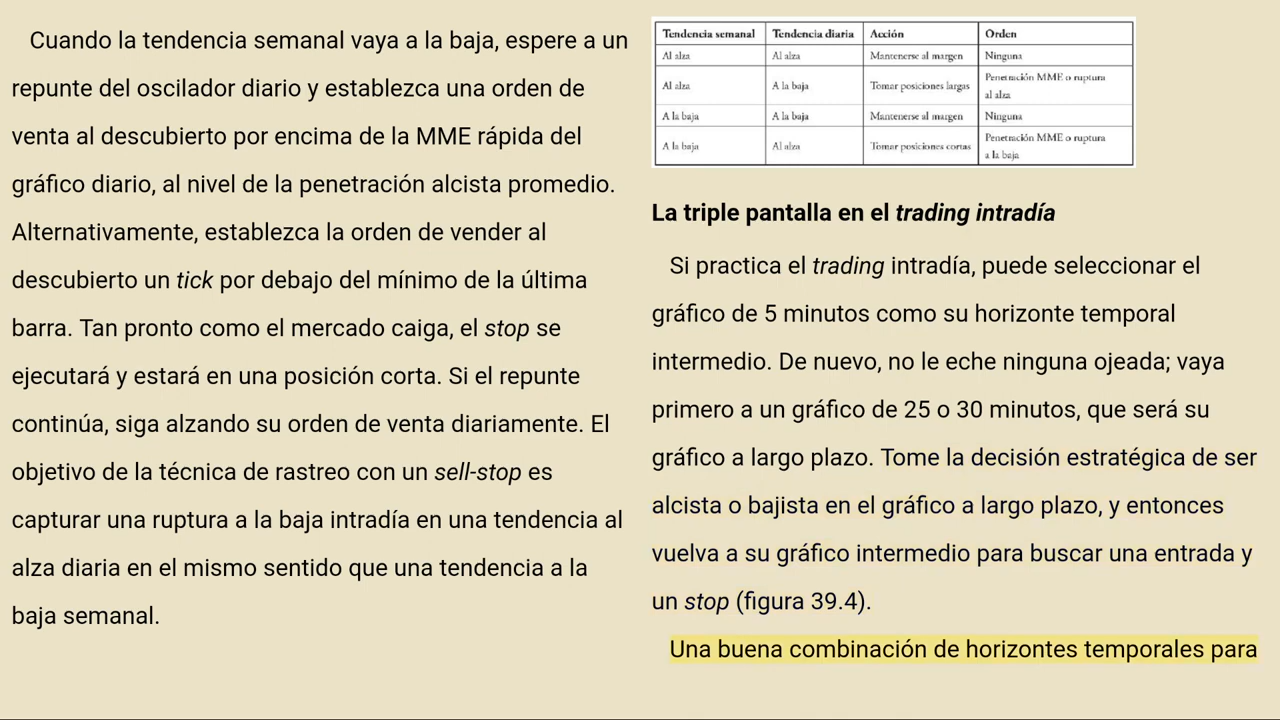 Cuando la tendencia semanal vaya a la baja, espere a un
repunte del oscilador diario y establezca una orden de
venta al descubierto por encima de la MME rápida del
gráfico diario, al nivel de la penetración alcista promedio.
Alternativamente, establezca la orden de vender al
descubierto un tick por debajo del mínimo de la última
barra. Tan pronto como el mercado caiga, el stop se
ejecutará y estará en una posición corta. Si el repunte
continúa, siga alzando su orden de venta diariamente. El
objetivo de la técnica de rastreo con un sell-stop es
capturar una ruptura a la baja intradía en una tendencia al
alza diaria en el mismo sentido que una tendencia a la
baja semanal.
Tendencia semanal Tendencia diaria Acción Orden
Al alza Al alza Mantenerse al margen Ninguna
Al alza A la baja Tomar posiciones largas Penetración MME o ruptura
al alza
A la baja A la baja Mantenerse al margen Ninguna
A la baja Al alza Tomar posiciones cortas Penetración MME o ruptura
a la baja
La triple pantalla en el trading intradía
Si practica el trading intradía, puede seleccionar el
gráfico de 5 minutos como su horizonte temporal
intermedio. De nuevo, no le eche ninguna ojeada; vaya
primero a un gráfico de 25 o 30 minutos, que será su
gráfico a largo plazo. Tome la decisión estratégica de ser
alcista o bajista en el gráfico a largo plazo, y entonces
vuelva a su gráfico intermedio para buscar una entrada y
un stop (figura 39.4).
Una buena combinación de horizontes temporales para